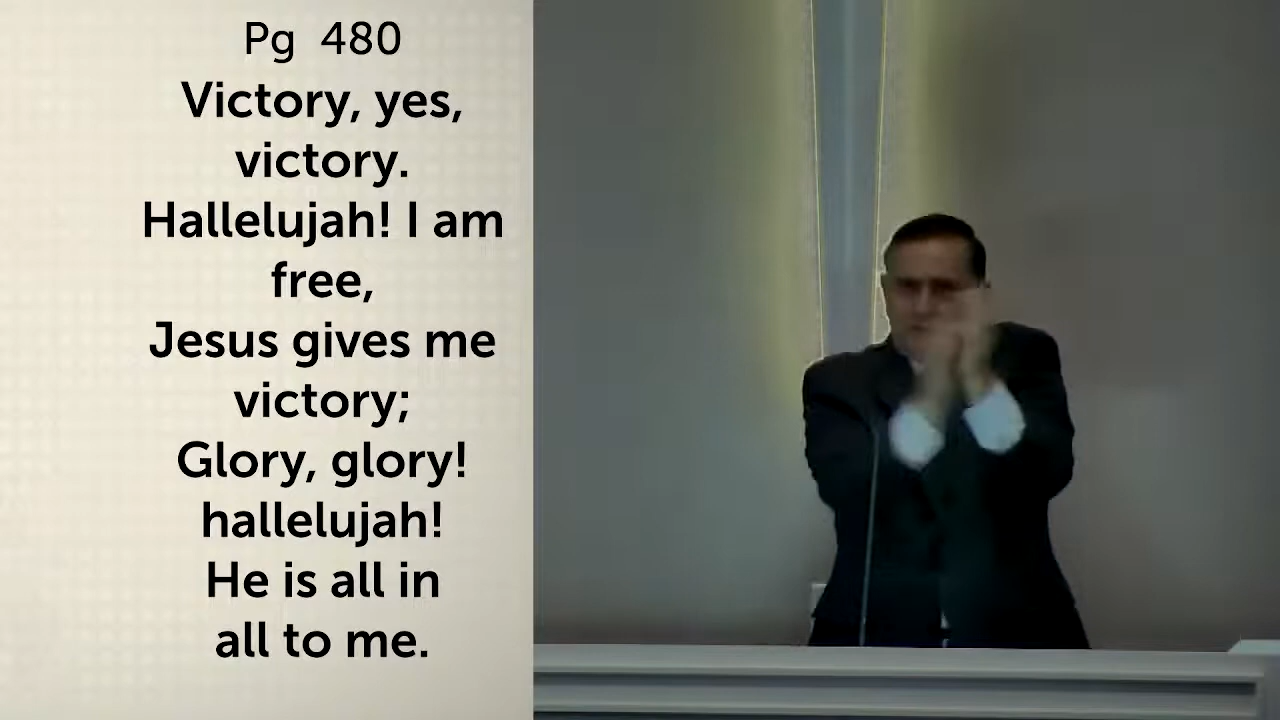 Pg 480
Victory, yes,
victory.
Hallelujah! I am
free,
Jesus gives me
victory;
Glory, glory!
hallelujah!
He is all in
all to me.